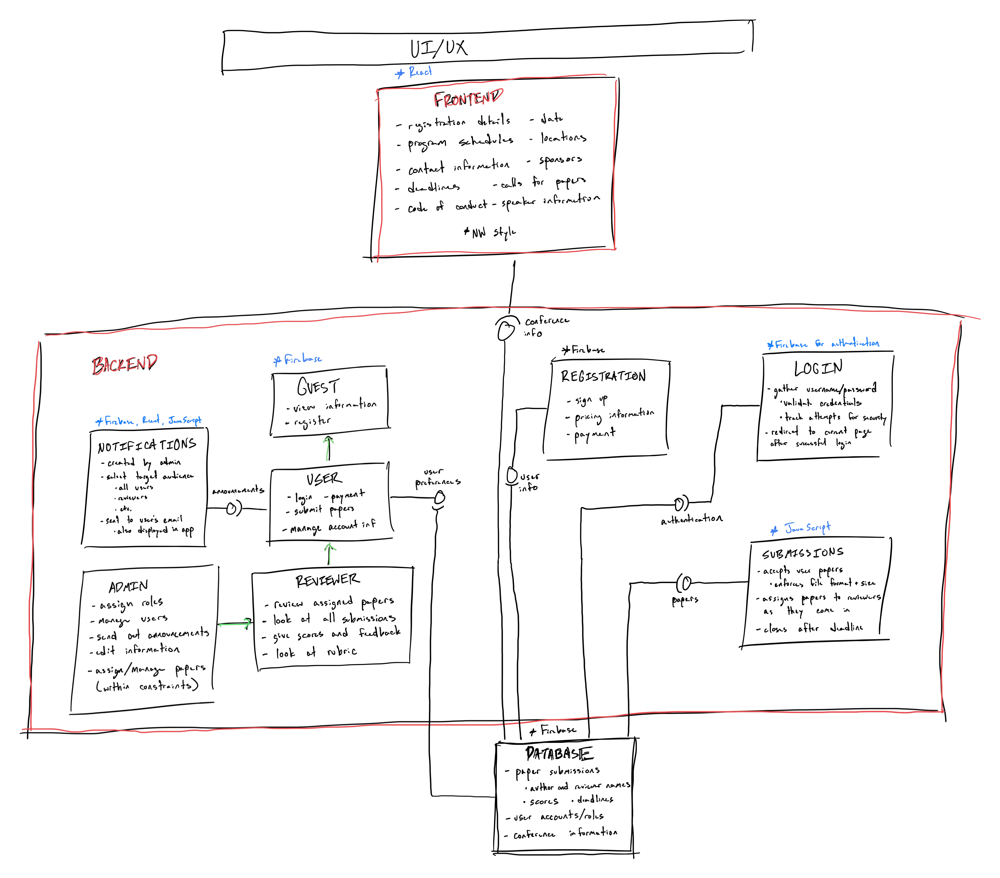 UI/UX
* React
FRONTEND
- registration details - date
- program schedules - locations
- contact information - sponsors
- deadlines - calls for papers
- code of conduct - speaker information
* NW style
conference
info
BACKEND
* Firebase
GUEST
- view information
- register
* Firebase, React, JavaScript
NOTIFICATIONS
- created by admin
- select target audience
• all users
• reviewers
• etc.
- sent to user's email
• also displayed in app
announcements
USER
- login - payment
- submit papers
- manage account inf
user
preferences
ADMIN
- assign roles
- manage users
- send out announcements
- edit information
- assign/manage papers
(within constraints)
REVIEWER
- review assigned papers
- look at all submissions
- give scores and feedback
- look at rubric
* Firebase
REGISTRATION
- sign up
- pricing information
- payment
user
info
* Firebase for authentication
LOGIN
- gather username/password
• validate credentials
• track attempts for security
- redirect to current page
after successful login
authentication
* JavaScript
SUBMISSIONS
- accepts user papers
• enforces file format + size
- assigns papers to reviewers
as they come in
- closes after deadline
papers
* Firebase
DATABASE
- paper submissions
• author and reviewer names
• scores • deadlines
- user accounts/roles
- conference information